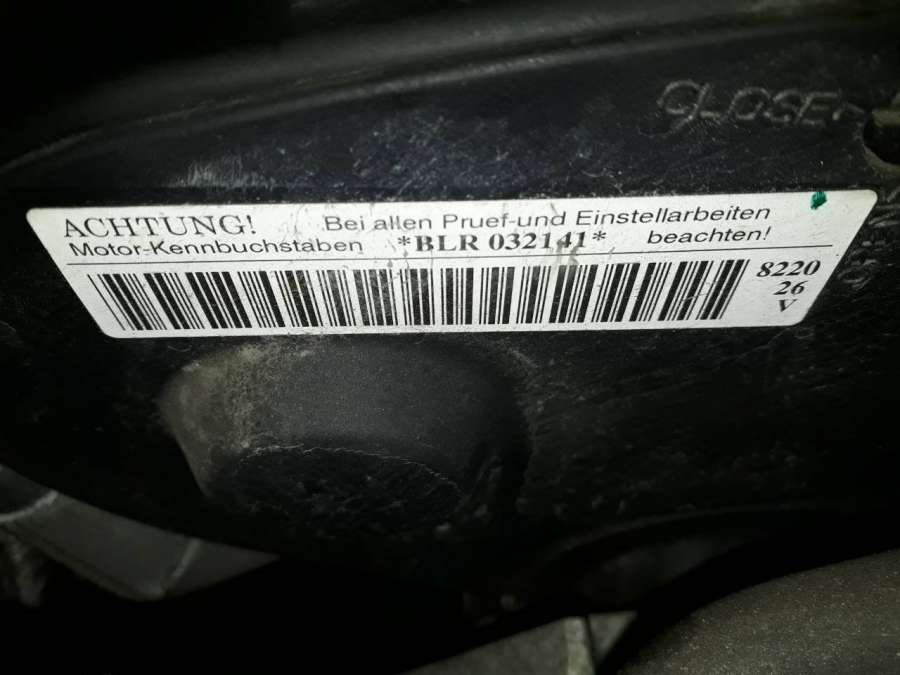 CLOSE
ACHTUNG! Bei allen Pruef-und Einstellarbeiten
Motor-Kennbuchstaben *BLR 032141* beachten!
8220
26
V